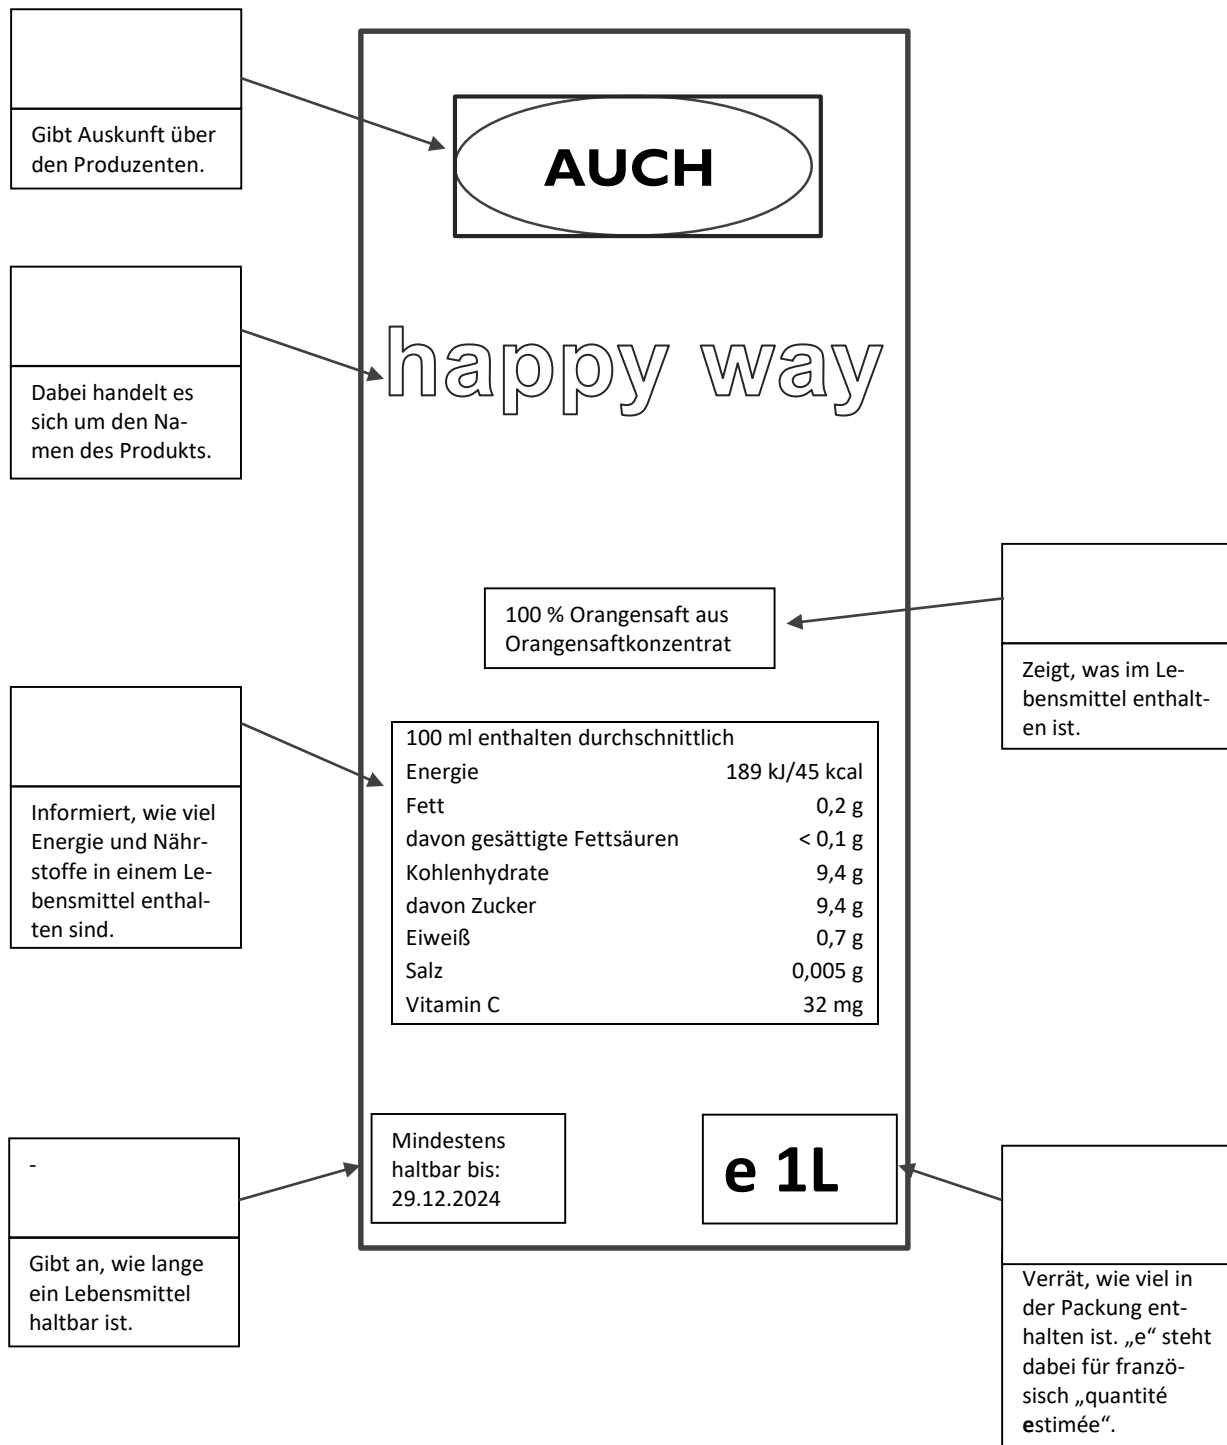 Gibt Auskunft über
den Produzenten.
AUCH
happy way
Dabei handelt es
sich um den Na-
men des Produkts.
100 % Orangensaft aus
Orangensaftkonzentrat
Zeigt, was im Le-
bensmittel enthalt-
en ist.
100 ml enthalten durchschnittlich
Energie 189 kJ/45 kcal
Fett 0,2 g
davon gesättigte Fettsäuren < 0,1 g
Kohlenhydrate 9,4 g
davon Zucker 9,4 g
Eiweiß 0,7 g
Salz 0,005 g
Vitamin C 32 mg
Informiert, wie viel
Energie und Nähr-
stoffe in einem Le-
bensmittel enthal-
ten sind.
-
Gibt an, wie lange
ein Lebensmittel
haltbar ist.
Mindestens
haltbar bis:
29.12.2024
e 1L
Verrät, wie viel in
der Packung ent-
halten ist. „e“ steht
dabei für franzö-
sisch „quantité
estimée“.